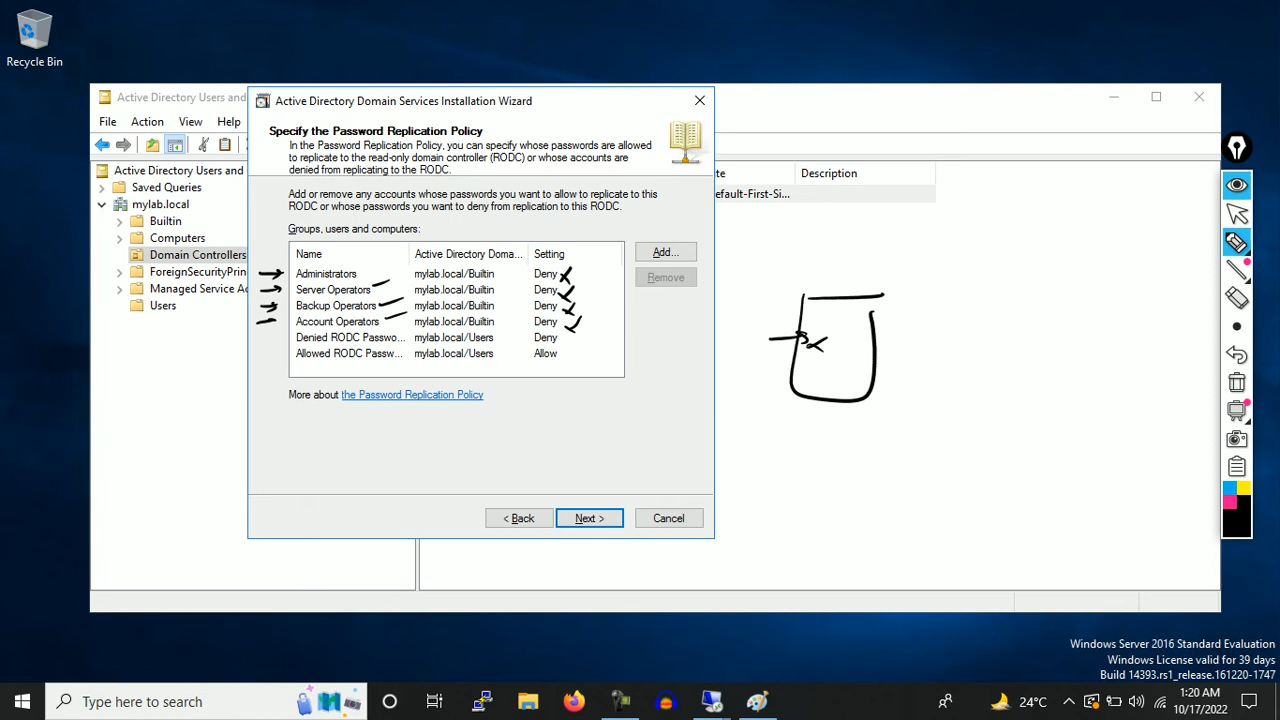 Recycle Bin
Active Directory Users and
File Action View Help
Active Directory Users and
Saved Queries
mylab.local
Builtin
Computers
Domain Controllers
ForeignSecurityPrin
Managed Service Ac
Users
Active Directory Domain Services Installation Wizard
Specify the Password Replication Policy
In the Password Replication Policy, you can specify whose passwords are allowed
to replicate to the read-only domain controller (RODC) or whose accounts are
denied from replicating to the RODC.
Add or remove any accounts whose passwords you want to allow to replicate to this
RODC or whose passwords you want to deny from replication to this RODC.
Groups, users and computers:
Name Active Directory Doma... Setting
Administrators mylab.local/Builtin Deny
Server Operators mylab.local/Builtin Deny
Backup Operators mylab.local/Builtin Deny
Account Operators mylab.local/Builtin Deny
Denied RODC Passwo... mylab.local/Users Deny
Allowed RODC Passw... mylab.local/Users Allow
Add...
Remove
More about the Password Replication Policy
< Back Next > Cancel
te Description
efault-First-Si...
Windows Server 2016 Standard Evaluation
Windows License valid for 39 days
Build 14393.rs1_release.161220-1747
Type here to search
24°C
1:20 AM
10/17/2022